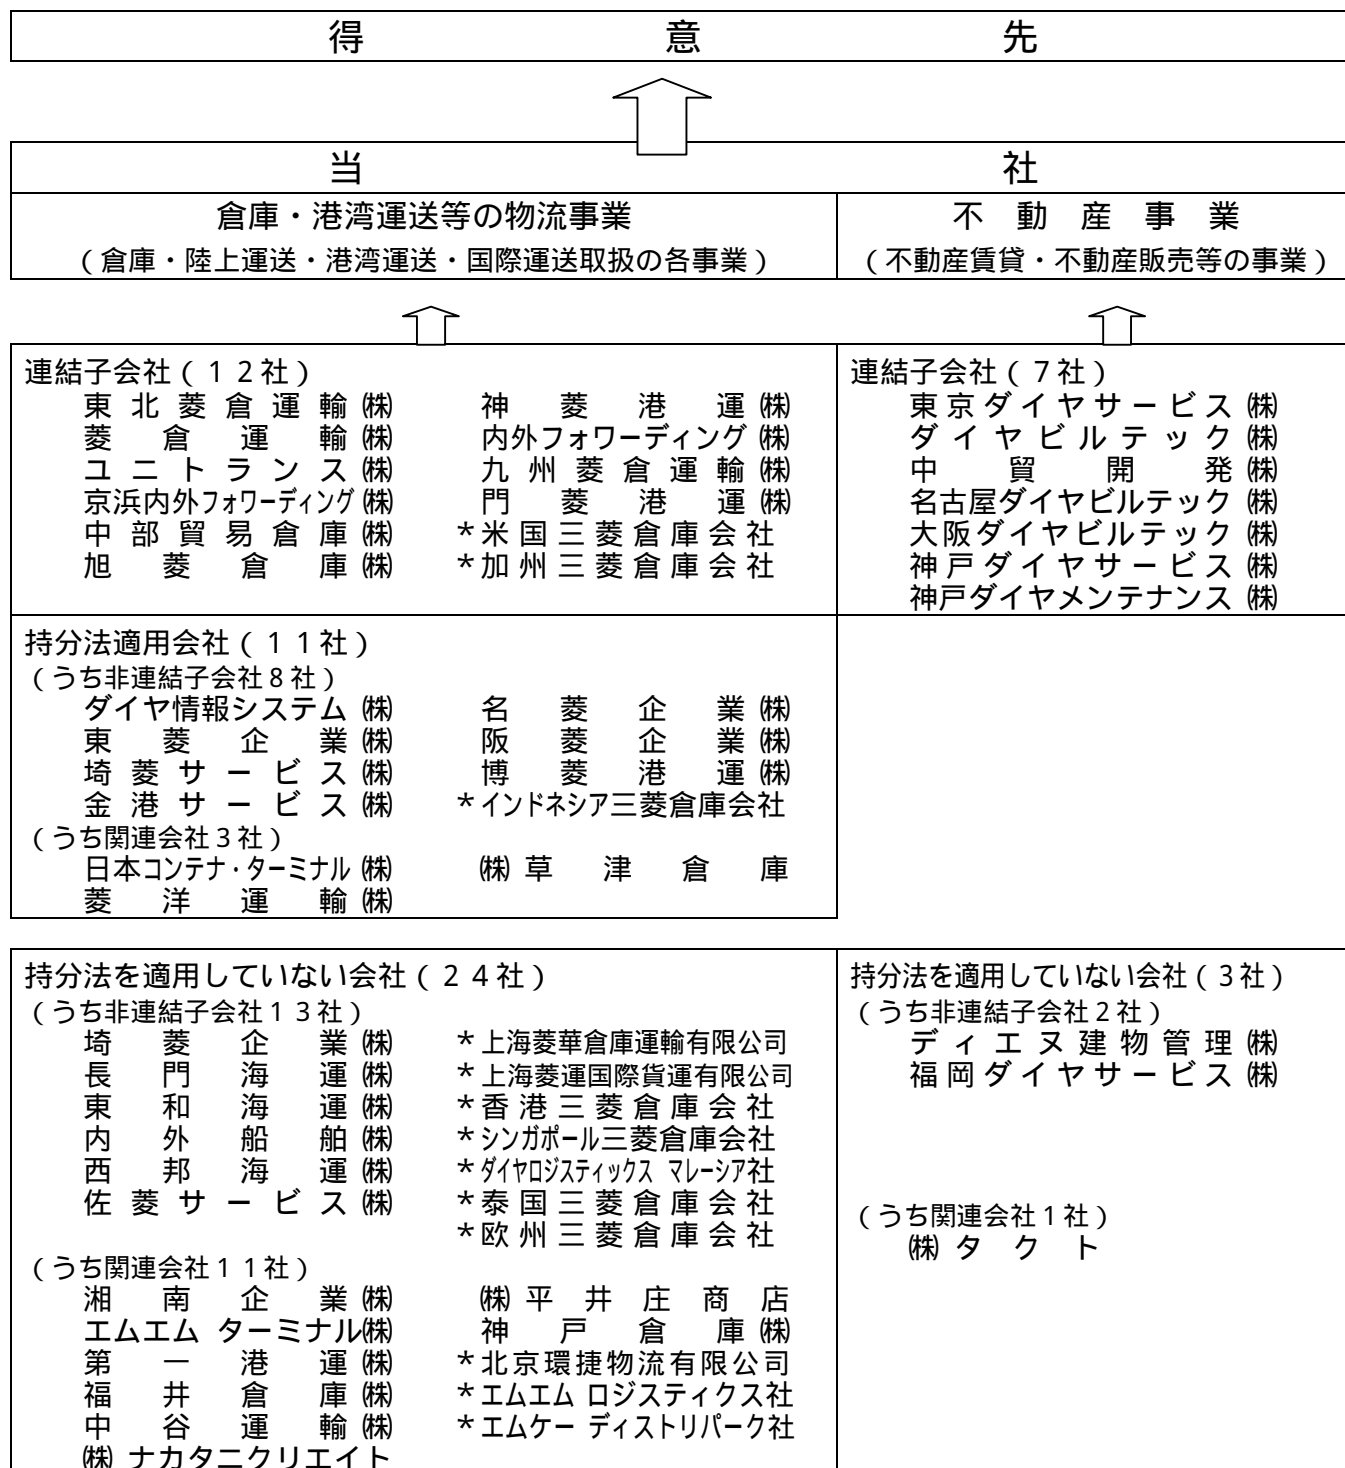 得意先
当社
倉庫・港湾運送等の物流事業
(倉庫・陸上運送・港湾運送・国際運送取扱の各事業)
不動産事業
(不動産賃貸・不動産販売等の事業)
連結子会社(12社)
東北菱倉運輸㈱ 神菱港運㈱
菱倉運輸㈱ 内外フォワーディング㈱
ユニトランス㈱ 九州菱倉運輸㈱
京浜内外フォワーディング㈱ 門菱港運㈱
中部貿易倉庫㈱ *米国三菱倉庫会社
旭菱倉庫㈱ *加州三菱倉庫会社
連結子会社(7社)
東京ダイヤサービス㈱
ダイヤビルテック㈱
中貿開発㈱
名古屋ダイヤビルテック㈱
大阪ダイヤビルテック㈱
神戸ダイヤサービス㈱
神戸ダイヤメンテナンス㈱
持分法適用会社(11社)
(うち非連結子会社8社)
ダイヤ情報システム㈱ 名菱企業㈱
東菱企業㈱ 阪菱企業㈱
埼菱サービス㈱ 博菱港運㈱
金港サービス㈱ *インドネシア三菱倉庫会社
(うち関連会社3社)
日本コンテナ・ターミナル㈱ ㈱草津倉庫
菱洋運輸㈱
持分法を適用していない会社(24社)
(うち非連結子会社13社)
埼菱企業㈱ *上海菱華倉庫運輸有限公司
長門海運㈱ *上海菱運国際貨運有限公司
東和海運㈱ *香港三菱倉庫会社
内外船舶㈱ *シンガポール三菱倉庫会社
西邦海運㈱ *ダイヤロジスティックス マレーシア社
佐菱サービス㈱ *泰国三菱倉庫会社
*欧州三菱倉庫会社
(うち関連会社11社)
湘南企業㈱ ㈱平井庄商店
エムエム ターミナル㈱ 神戸倉庫㈱
第一港運㈱ *北京環捷物流有限公司
福井倉庫㈱ *エムエム ロジスティクス社
中谷運輸㈱ *エムケー ディストリパーク社
㈱ ナカタニクリエイト
持分法を適用していない会社(3社)
(うち非連結子会社2社)
ディエヌ建物管理㈱
福岡ダイヤサービス㈱
(うち関連会社1社)
㈱タクト